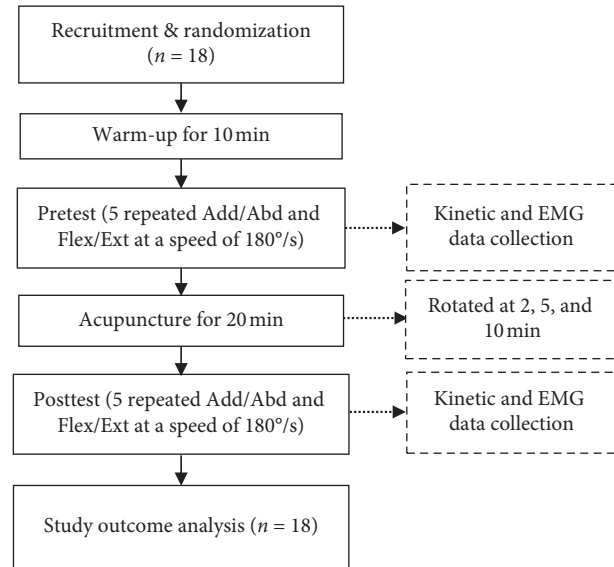 Recruitment & randomization
(n = 18)
Warm-up for 10 min
Pretest (5 repeated Add/Abd and
Flex/Ext at a speed of 180°/s)
Kinetic and EMG
data collection
Acupuncture for 20 min
Rotated at 2, 5, and
10 min
Posttest (5 repeated Add/Abd and
Flex/Ext at a speed of 180°/s)
Kinetic and EMG
data collection
Study outcome analysis (n = 18)